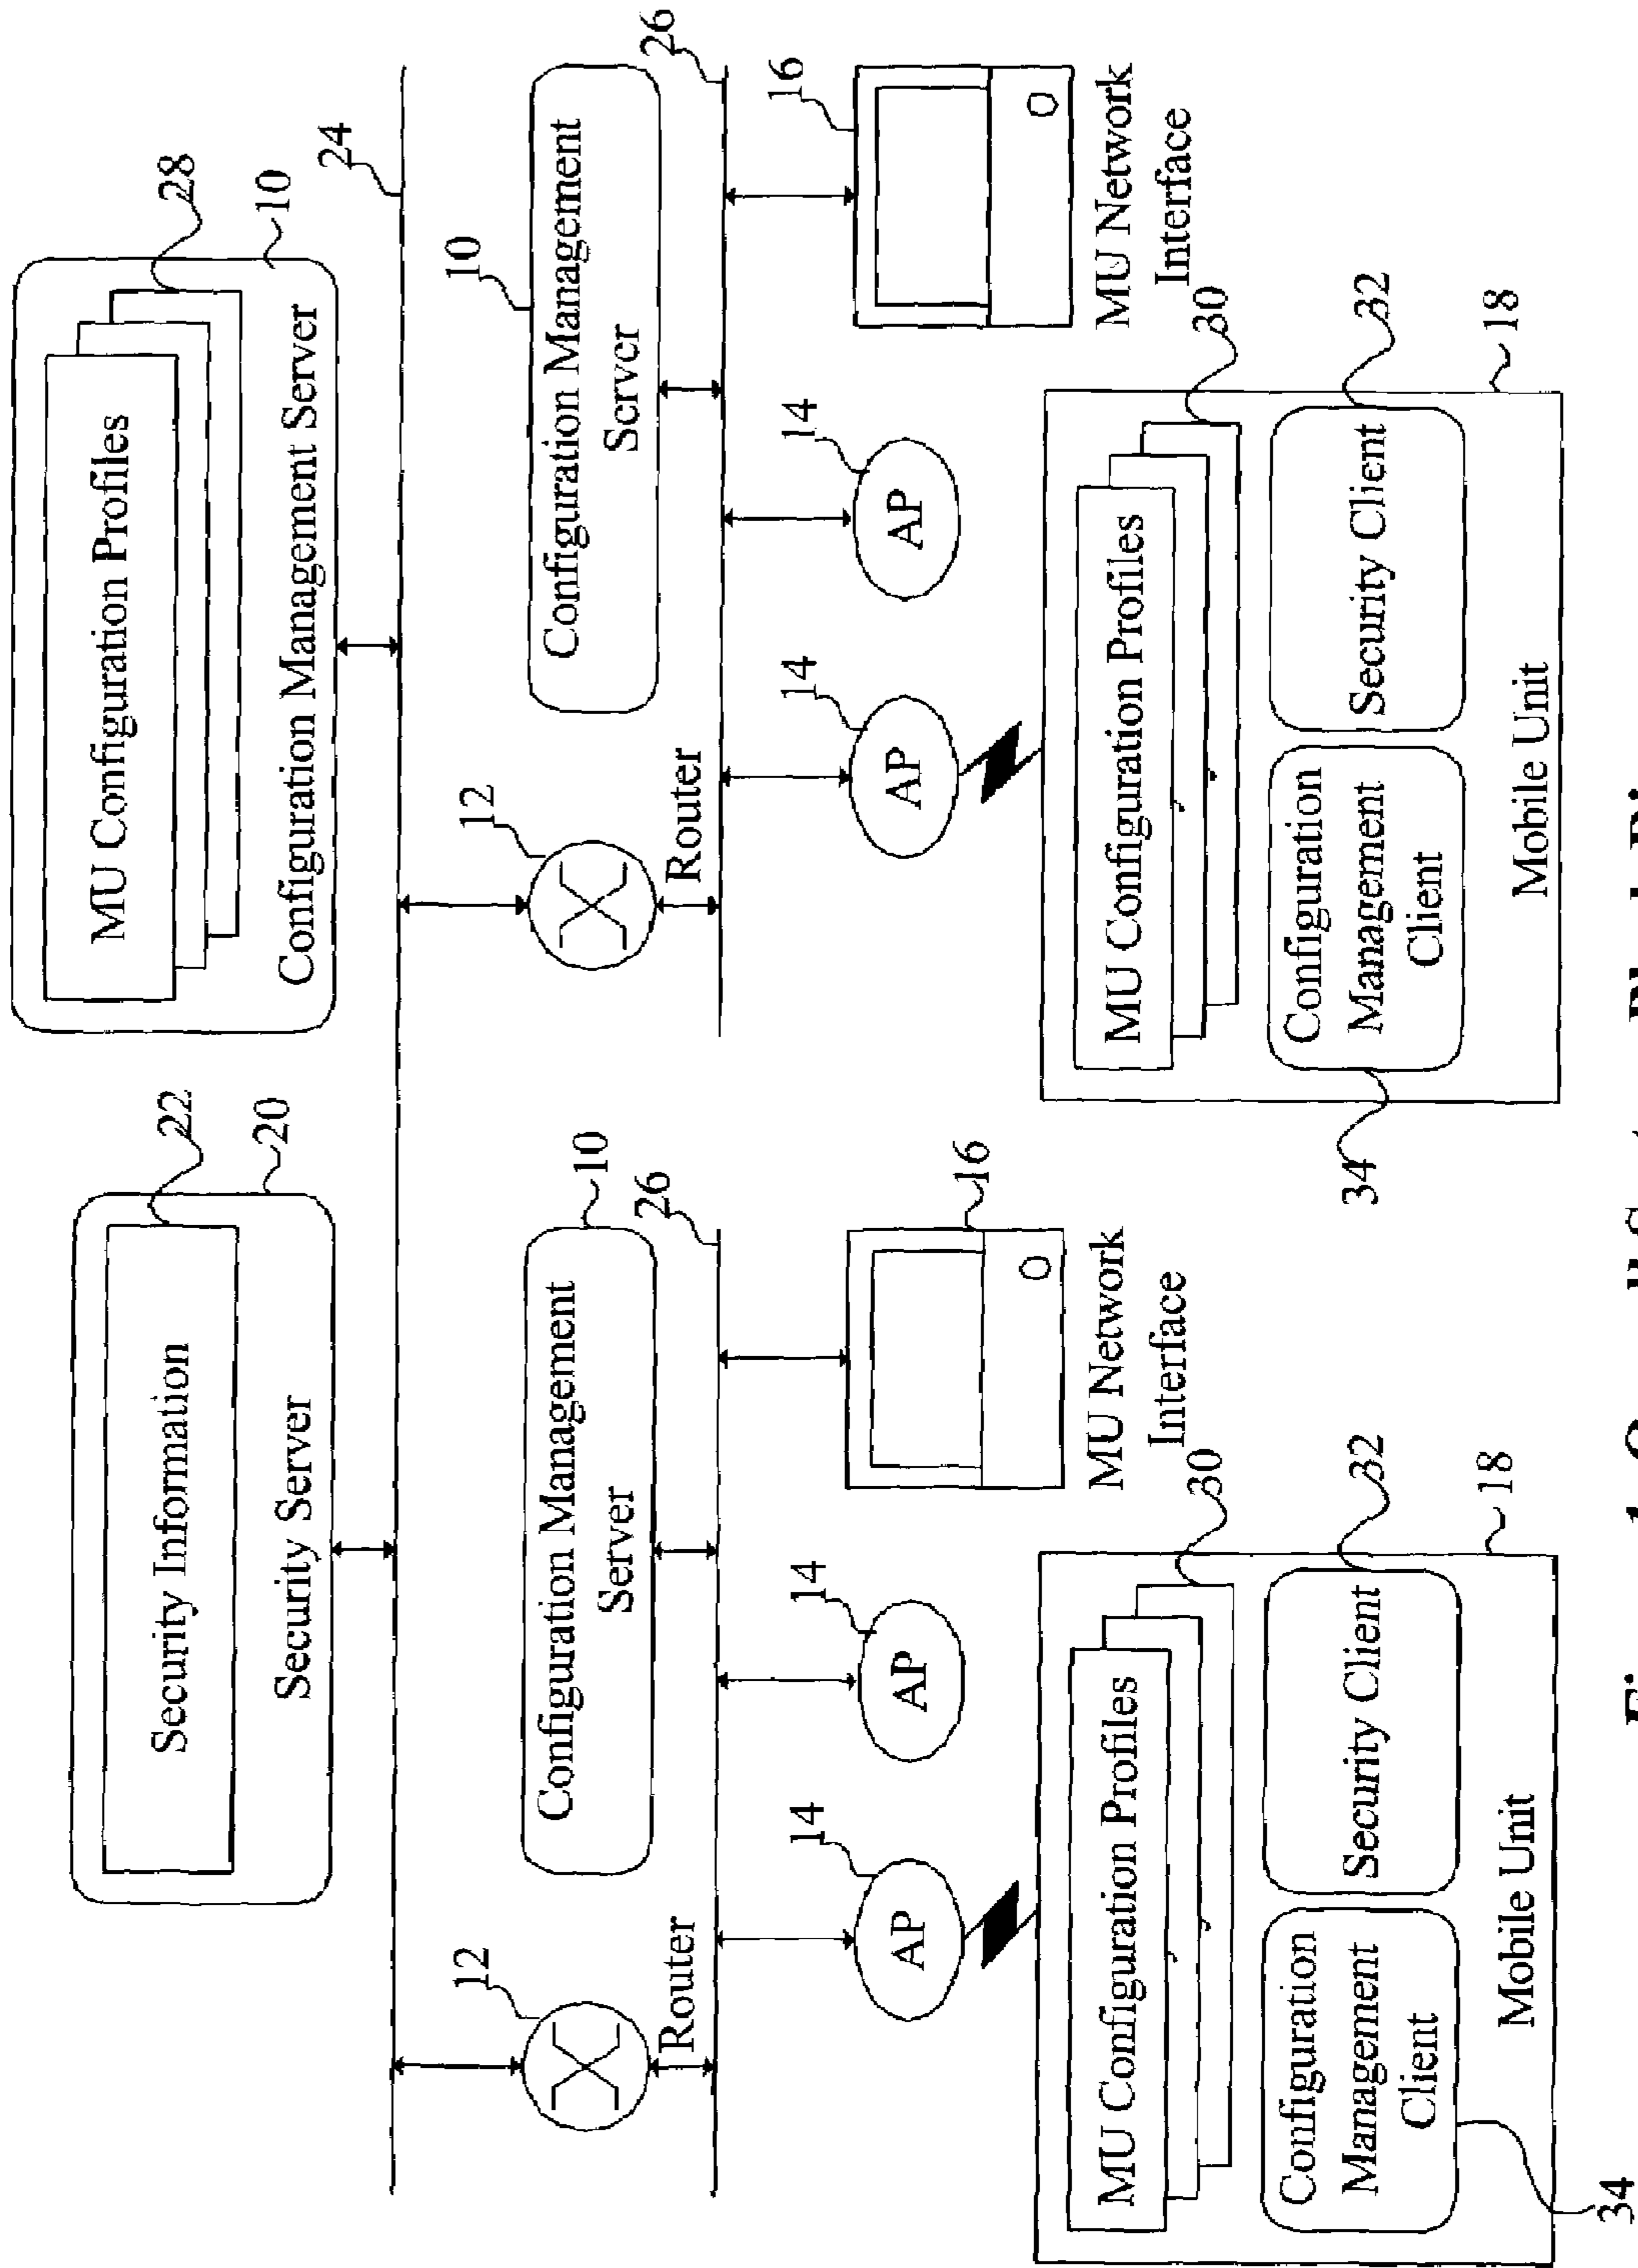 Security Information
22
Security Server
20
MU Configuration Profiles
28
Configuration Management Server
10
24
12
Router
Configuration Management
Server
10
26
12
Router
10
Configuration Management
Server
26
14
AP
14
AP
16
MU Network
Interface
14
AP
14
AP
16
MU Network
Interface
MU Configuration Profiles
30
Configuration
Management
Client
Security Client
32
Mobile Unit
18
34
MU Configuration Profiles
30
Configuration
Management
Client
Security Client
32
Mobile Unit
18
34